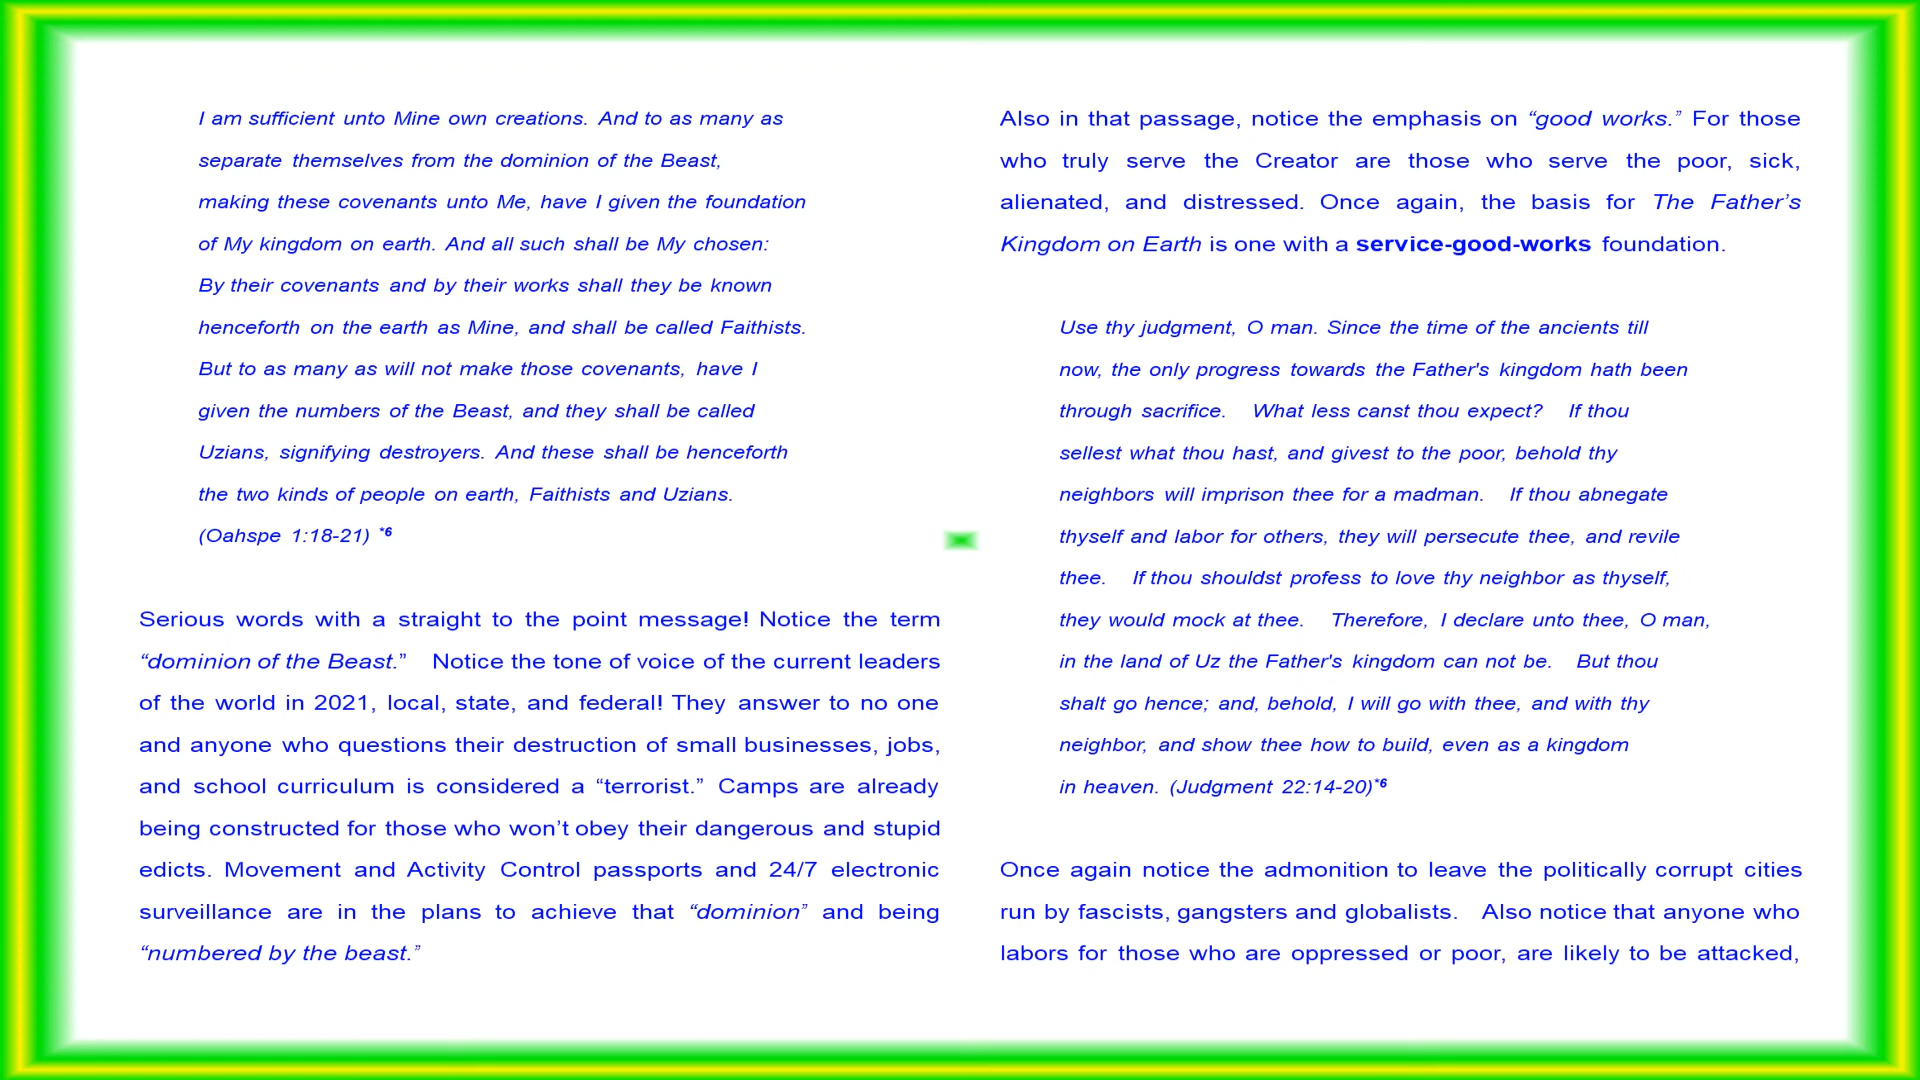 I am sufficient unto Mine own creations. And to as many as
separate themselves from the dominion of the Beast,
making these covenants unto Me, have I given the foundation
of My kingdom on earth. And all such shall be My chosen:
By their covenants and by their works shall they be known
henceforth on the earth as Mine, and shall be called Faithists.
But to as many as will not make those covenants, have I
given the numbers of the Beast, and they shall be called
Uzians, signifying destroyers. And these shall be henceforth
the two kinds of people on earth, Faithists and Uzians.
(Oahspe 1:18-21) *6
Serious words with a straight to the point message! Notice the term
“dominion of the Beast.” Notice the tone of voice of the current leaders
of the world in 2021, local, state, and federal! They answer to no one
and anyone who questions their destruction of small businesses, jobs,
and school curriculum is considered a “terrorist.” Camps are already
being constructed for those who won’t obey their dangerous and stupid
edicts. Movement and Activity Control passports and 24/7 electronic
surveillance are in the plans to achieve that “dominion” and being
“numbered by the beast.”
Also in that passage, notice the emphasis on “good works.” For those
who truly serve the Creator are those who serve the poor, sick,
alienated, and distressed. Once again, the basis for The Father’s
Kingdom on Earth is one with a service-good-works foundation.
Use thy judgment, O man. Since the time of the ancients till
now, the only progress towards the Father's kingdom hath been
through sacrifice. What less canst thou expect? If thou
sellest what thou hast, and givest to the poor, behold thy
neighbors will imprison thee for a madman. If thou abnegate
thyself and labor for others, they will persecute thee, and revile
thee. If thou shouldst profess to love thy neighbor as thyself,
they would mock at thee. Therefore, I declare unto thee, O man,
in the land of Uz the Father's kingdom can not be. But thou
shalt go hence; and, behold, I will go with thee, and with thy
neighbor, and show thee how to build, even as a kingdom
in heaven. (Judgment 22:14-20)*6
Once again notice the admonition to leave the politically corrupt cities
run by fascists, gangsters and globalists. Also notice that anyone who
labors for those who are oppressed or poor, are likely to be attacked,